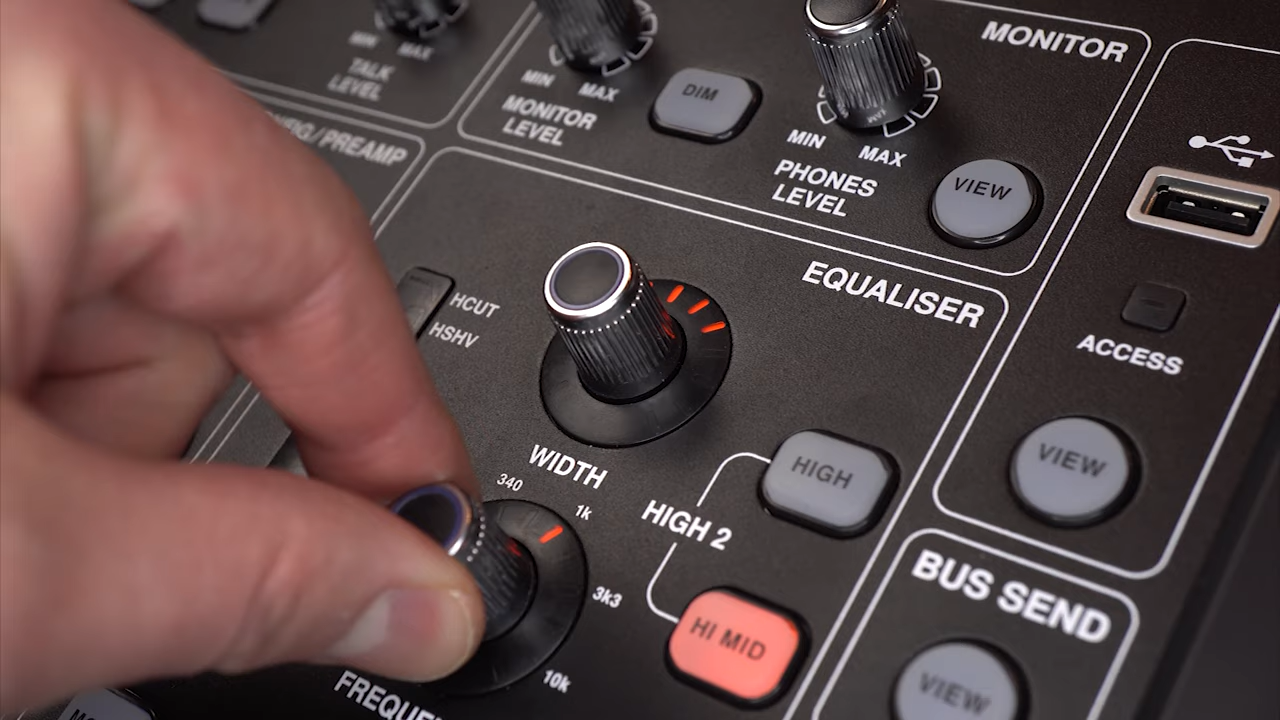 MIN MAX
TALK
LEVEL
MIN MAX
MONITOR
LEVEL
DIM
MIN MAX
PHONES
LEVEL
VIEW
MONITOR
/PREAMP
EQUALISER
HCUT
HSHV
WIDTH
ACCESS
VIEW
HIGH
HIGH 2
HI MID
340
1k
3k3
10k
BUS SEND
VIEW